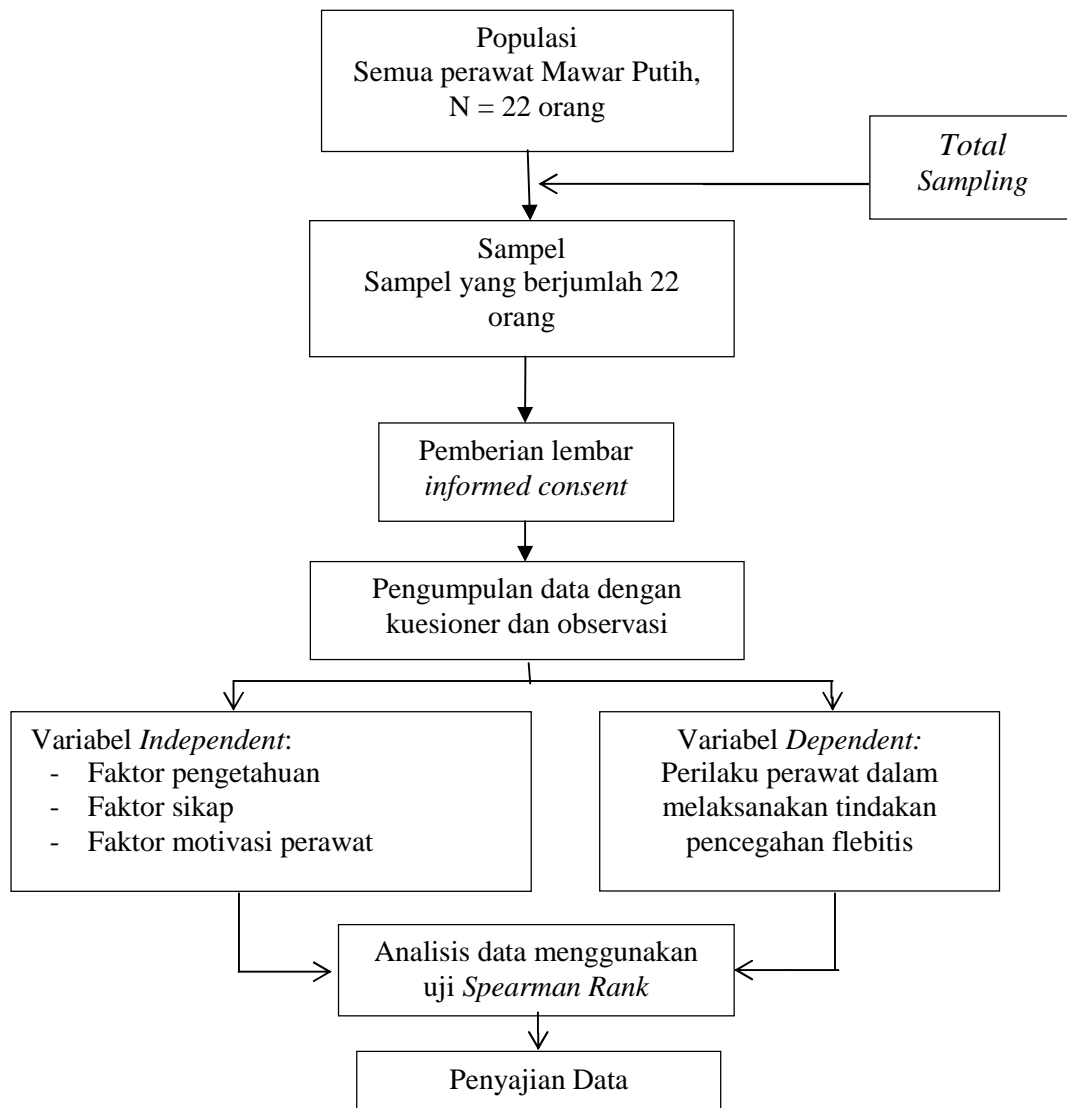 Populasi
Semua perawat Mawar Putih,
N = 22 orang
Total
Sampling
Sampel
Sampel yang berjumlah 22
orang
Pemberian lembar
informed consent
Pengumpulan data dengan
kuesioner dan observasi
Variabel Independent:
- Faktor pengetahuan
- Faktor sikap
- Faktor motivasi perawat
Variabel Dependent:
Perilaku perawat dalam
melaksanakan tindakan
pencegahan flebitis
Analisis data menggunakan
uji Spearman Rank
Penyajian Data